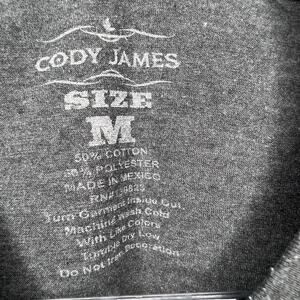 CODY JAMES
SIZE
M
50% COTTON
50% POLYESTER
MADE IN MEXICO
Turn Garment Inside Out
Machine Wash Cold
With Like Colors
Tumble Dry Low
Do Not Iron Decoration